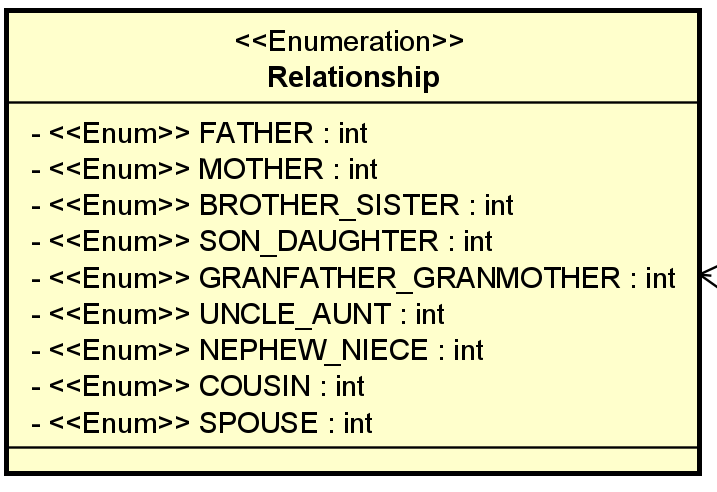 <<Enumeration>>
Relationship
- <<Enum>> FATHER : int
- <<Enum>> MOTHER : int
- <<Enum>> BROTHER_SISTER : int
- <<Enum>> SON_DAUGHTER : int
- <<Enum>> GRANFATHER_GRANMOTHER : int
- <<Enum>> UNCLE_AUNT : int
- <<Enum>> NEPHEW_NIECE : int
- <<Enum>> COUSIN : int
- <<Enum>> SPOUSE : int